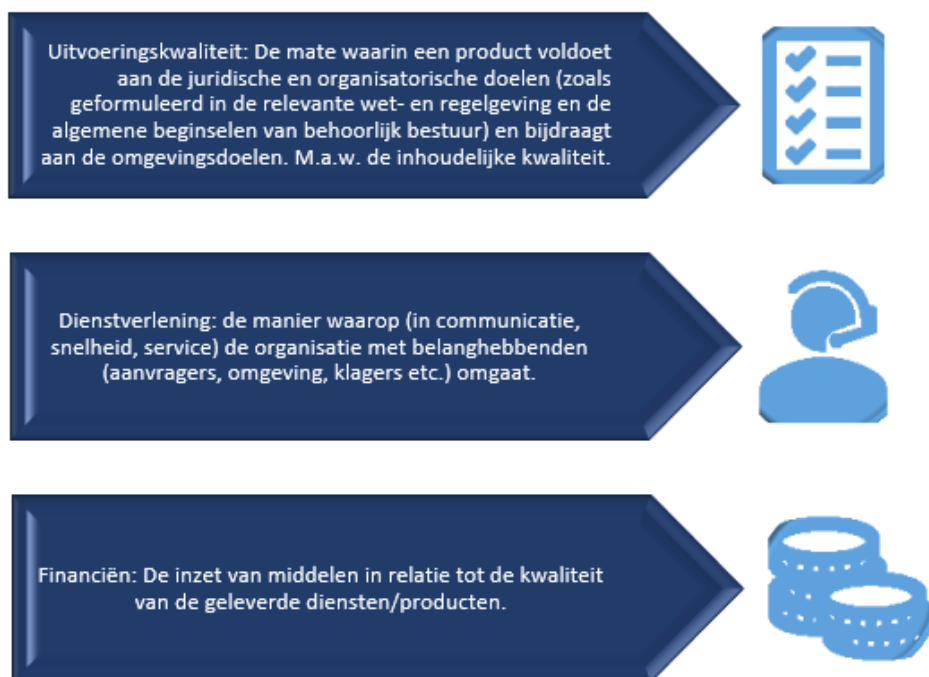 Uitvoeringskwaliteit: De mate waarin een product voldoet
aan de juridische en organisatorische doelen (zoals
geformuleerd in de relevante wet- en regelgeving en de
algemene beginselen van behoorlijk bestuur) en bijdraagt
aan de omgevingsdoelen. M.a.w. de inhoudelijke kwaliteit.
Dienstverlening: de manier waarop (in communicatie,
snelheid, service) de organisatie met belanghebbenden
(aanvragers, omgeving, klagers etc.) omgaat.
Financiën: De inzet van middelen in relatie tot de kwaliteit
van de geleverde diensten/producten.